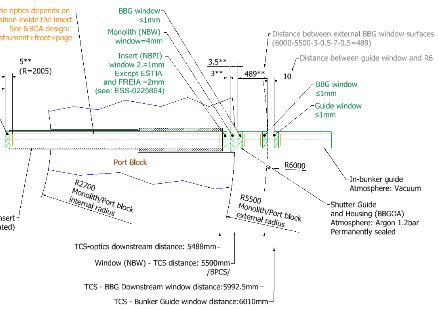 he optics depends on
sition inside the insert
See NBOA design:
strument+front+page
BBG window
≤1mm
Monolith (NBW)
window=4mm
Insert (NBPI)
window 2.=1mm
Except ESTIA
and FREIA =2mm
(see: ESS-0225864)
Distance between external BBG window surfaces
(6000-5500-3-0.5-7-0.5=489)
Distance between guide window and R6
5**
(R=2005)
3.5**
3**
489**
10
BBG window
≤1mm
Guide window
≤1mm
Port Block
R6000
R2700
Monolith/Port block
internal radius
R5500
Monolith/Port block
external radius
In-bunker guide
Atmosphere: Vacuum
Shutter Guide
and Housing (BBGOA)
Atmosphere: Argon 1.2bar
Permanently sealed
nsert
ted)
TCS-optics downstream distance: 5488mm
Window (NBW) - TCS distance: 5500mm
/BPCS/
TCS - BBG Downstream window distance:5992.5mm
TCS - Bunker Guide window distance:6010mm